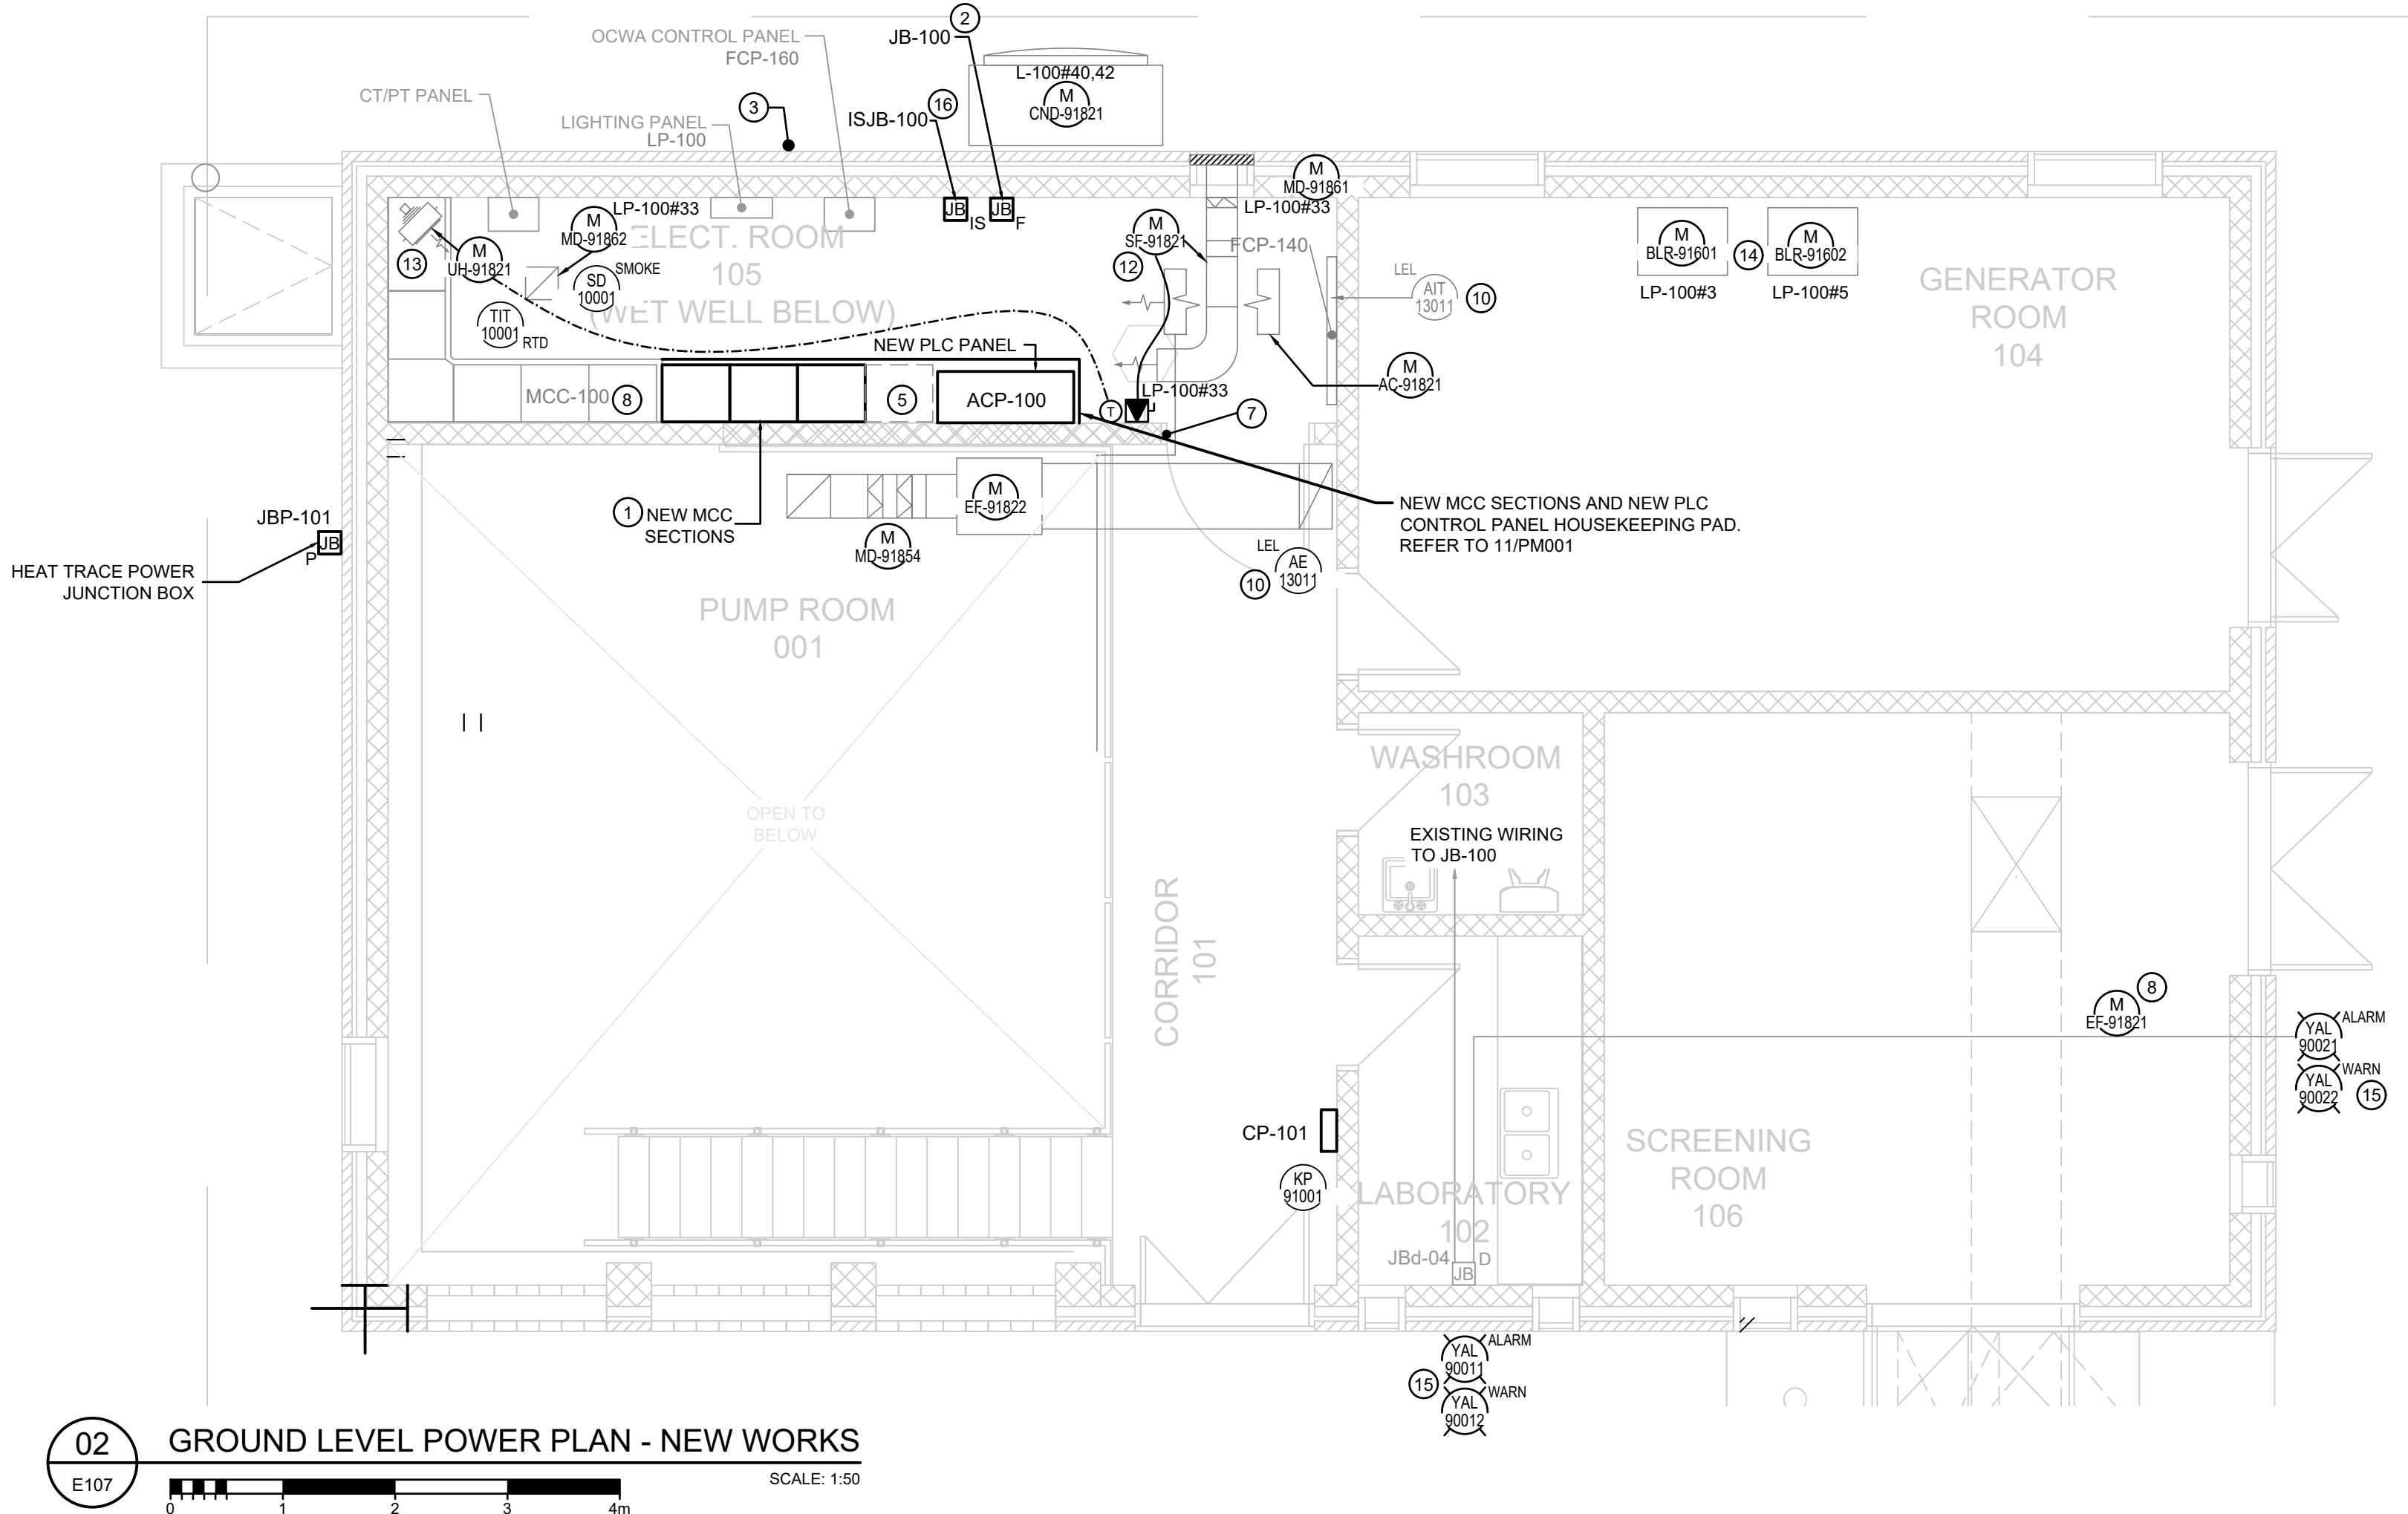 2
OCWA CONTROL PANEL
FCP-160
JB-100
L-100#40,42
M
CND-91821
CT/PT PANEL
3
16
ISJB-100
LIGHTING PANEL
LP-100
M
MD-91861
LP-100#33
JB
IS
JB
F
M
MD-91862
LP-100#33
M
SF-91821
FCP-140
M
BLR-91601
14
M
BLR-91602
LP-100#3
LP-100#5
ELECT. ROOM
105
(WET WELL BELOW)
13
M
UH-91821
SMOKE
SD
10001
12
LEL
AIT
13011
10
GENERATOR
ROOM
104
TIT
10001
RTD
NEW PLC PANEL
M
AC-91821
MCC-100
8
5
ACP-100
T
LP-100#33
7
1
NEW MCC
SECTIONS
M
EF-91822
M
MD-91854
NEW MCC SECTIONS AND NEW PLC
CONTROL PANEL HOUSEKEEPING PAD.
REFER TO 11/PM001
JBP-101
JB
P
HEAT TRACE POWER
JUNCTION BOX
LEL
AE
13011
10
PUMP ROOM
001
WASHROOM
103
OPEN TO
BELOW
EXISTING WIRING
TO JB-100
CORRIDOR
101
8
M
EF-91821
YAL
90021
ALARM
YAL
90022
WARN
15
CP-101
KP
91001
LABORATORY
102
SCREENING
ROOM
106
JBd-04
D
JB
YAL
90011
ALARM
15
YAL
90012
WARN
02
E107
GROUND LEVEL POWER PLAN - NEW WORKS
SCALE: 1:50
0 1 2 3 4m